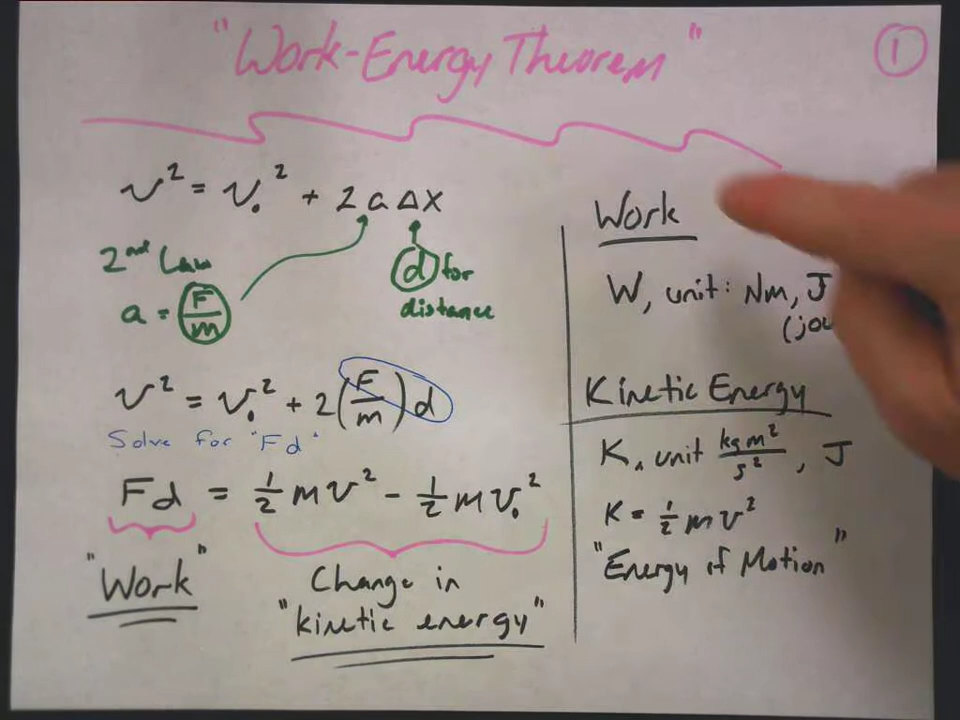 "Work-Energy Theorem"
①
v² = v₀² + 2aΔx
2nd Law
a = F/m
d for
distance
v² = v₀² + 2(F/m)d
Solve for "Fd"
Fd = ½mv² - ½mv₀²
"Work"
Change in
"kinetic energy"
Work
W, unit: Nm, J
Kinetic Energy
K, unit kgm²/s², J
K = ½mv²
"Energy of Motion"